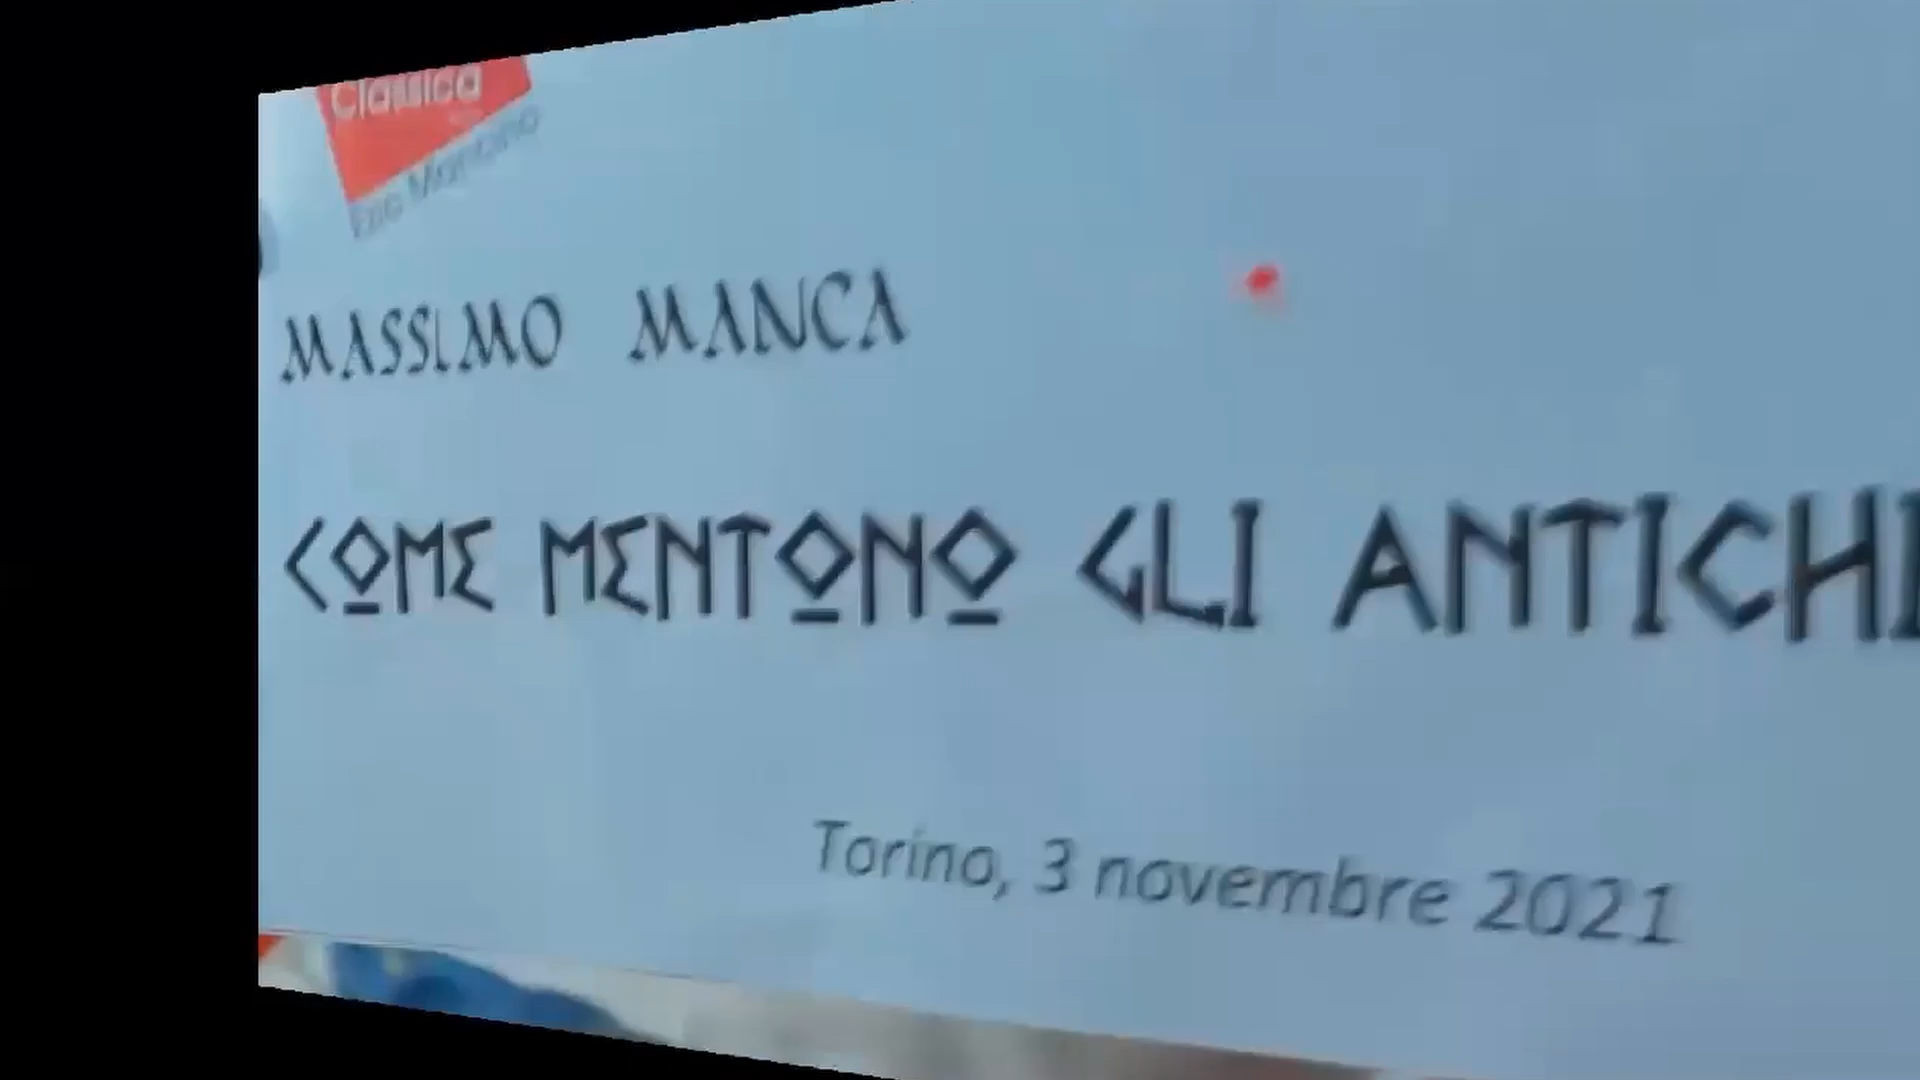 Classica
MASSIMO MANCA
COME MENTONO GLI ANTICHI
Torino, 3 novembre 2021